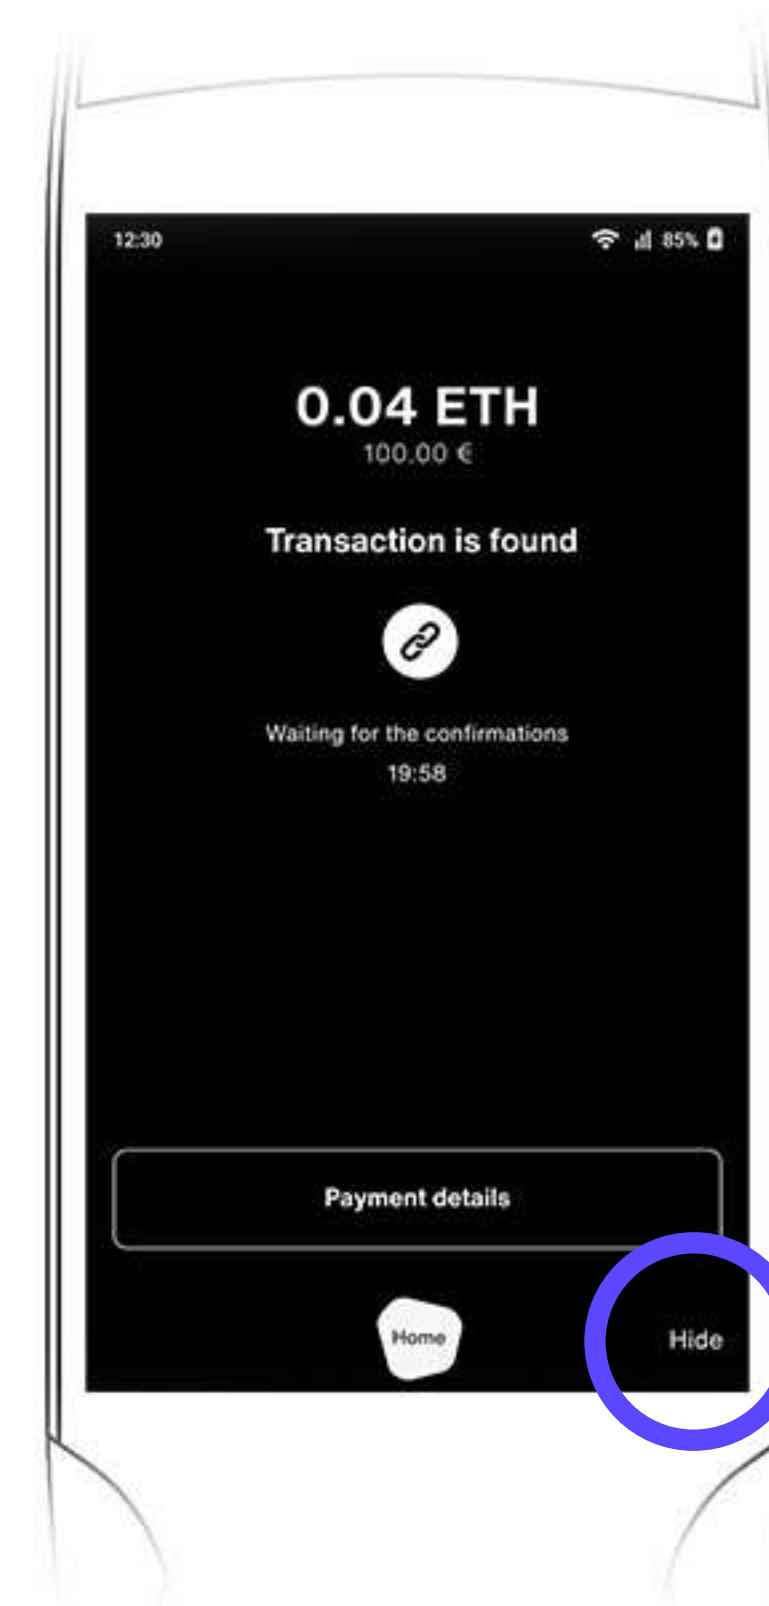 12:30 85%
0.04 ETH
100.00 €
Transaction is found
Waiting for the confirmations
19:58
Payment details
Home
Hide